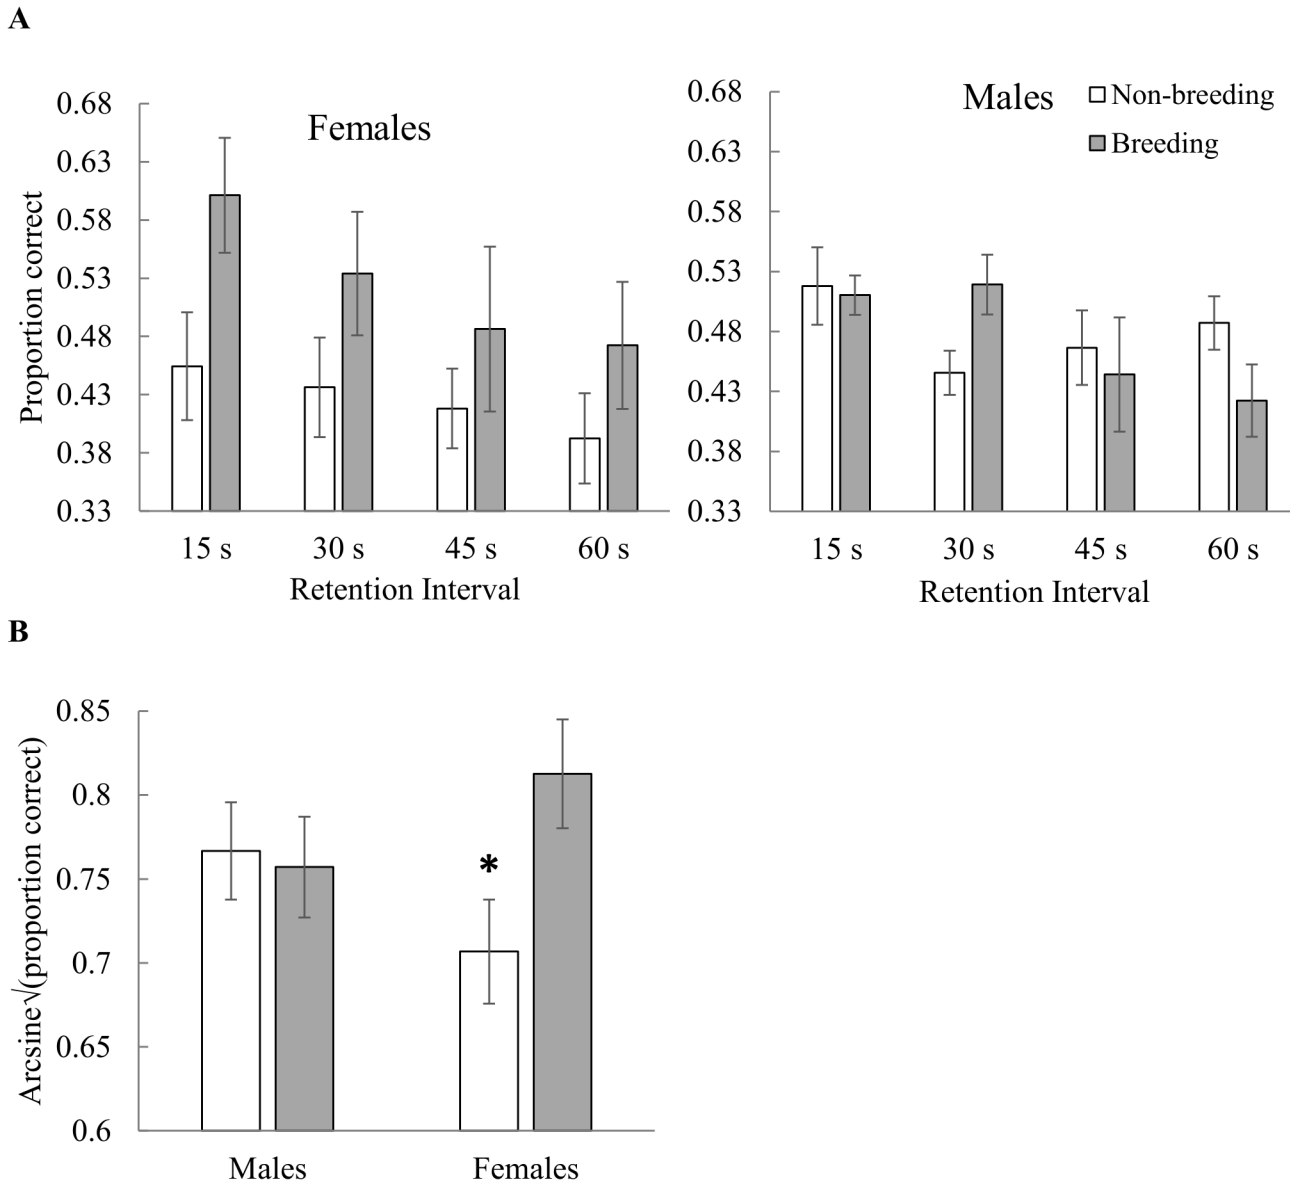 A
Females
Proportion correct
0.68
0.63
0.58
0.53
0.48
0.43
0.38
0.33
15 s
30 s
45 s
60 s
Retention Interval
Males
Non-breeding
Breeding
0.68
0.63
0.58
0.53
0.48
0.43
0.38
0.33
15 s
30 s
45 s
60 s
Retention Interval
B
Arcsine√(proportion correct)
0.85
0.8
0.75
0.7
0.65
0.6
*
Males
Females